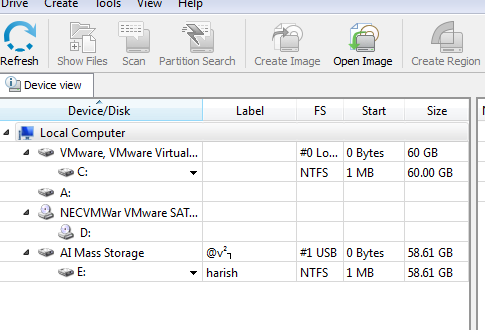 Drive Create Tools View Help
Refresh Show Files Scan Partition Search Create Image Open Image Create Region
Device view
Device/Disk Label FS Start Size
Local Computer
VMware, VMware Virtual... #0 Lo... 0 Bytes 60 GB
C: NTFS 1 MB 60.00 GB
A:
NECVMWar VMware SAT...
D:
AI Mass Storage @v²┐ #1 USB 0 Bytes 58.61 GB
E: harish NTFS 1 MB 58.61 GB